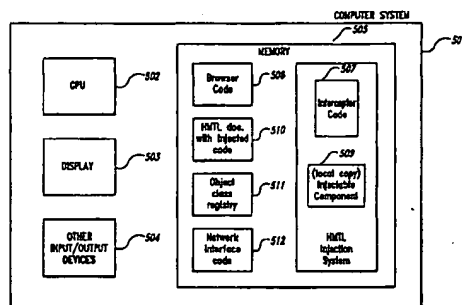 COMPUTER SYSTEM
505
50
MEMORY
CPU
502
Browser
Code
506
507
Interceptor
Code
HMTL doc.
with injected
code
510
DISPLAY
503
509
(local copy)
Injectable
Component
Object
class
registry
511
OTHER
INPUT/OUTPUT
DEVICES
504
Network
interface
code
512
HMTL
Injection
System